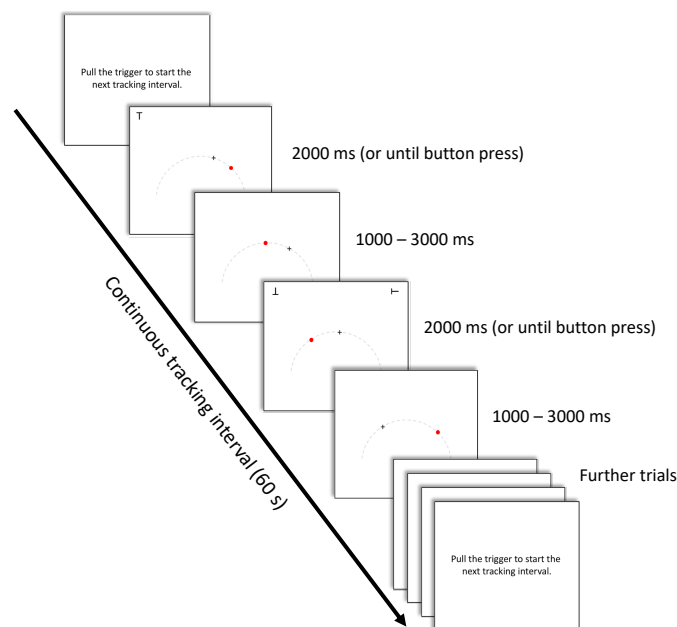 Pull the trigger to start the
next tracking interval.
T
2000 ms (or until button press)
1000 – 3000 ms
⊥ ⊢
2000 ms (or until button press)
1000 – 3000 ms
Continuous tracking interval (60 s)
Further trials
Pull the trigger to start the
next tracking interval.